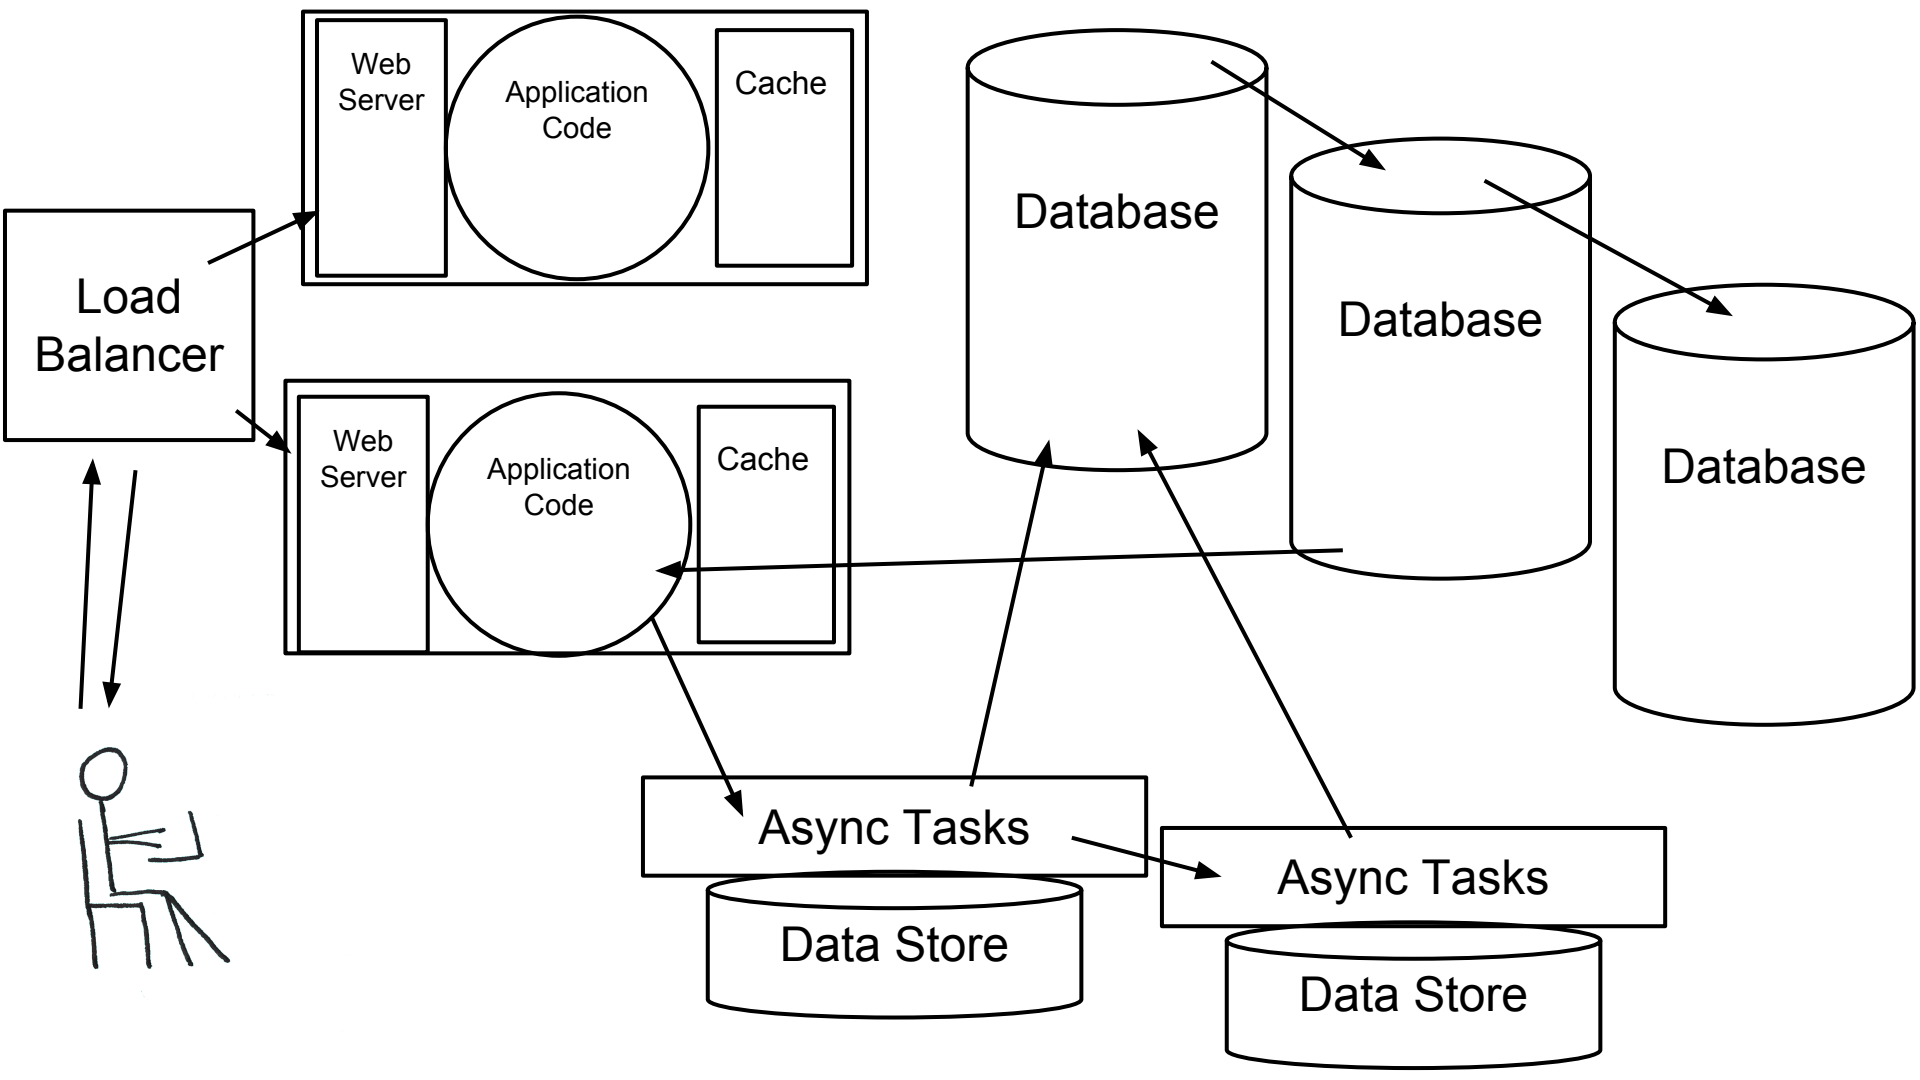 Web
Server
Application
Code
Cache
Database
Load
Balancer
Database
Web
Server
Application
Code
Cache
Database
Async Tasks
Data Store
Async Tasks
Data Store